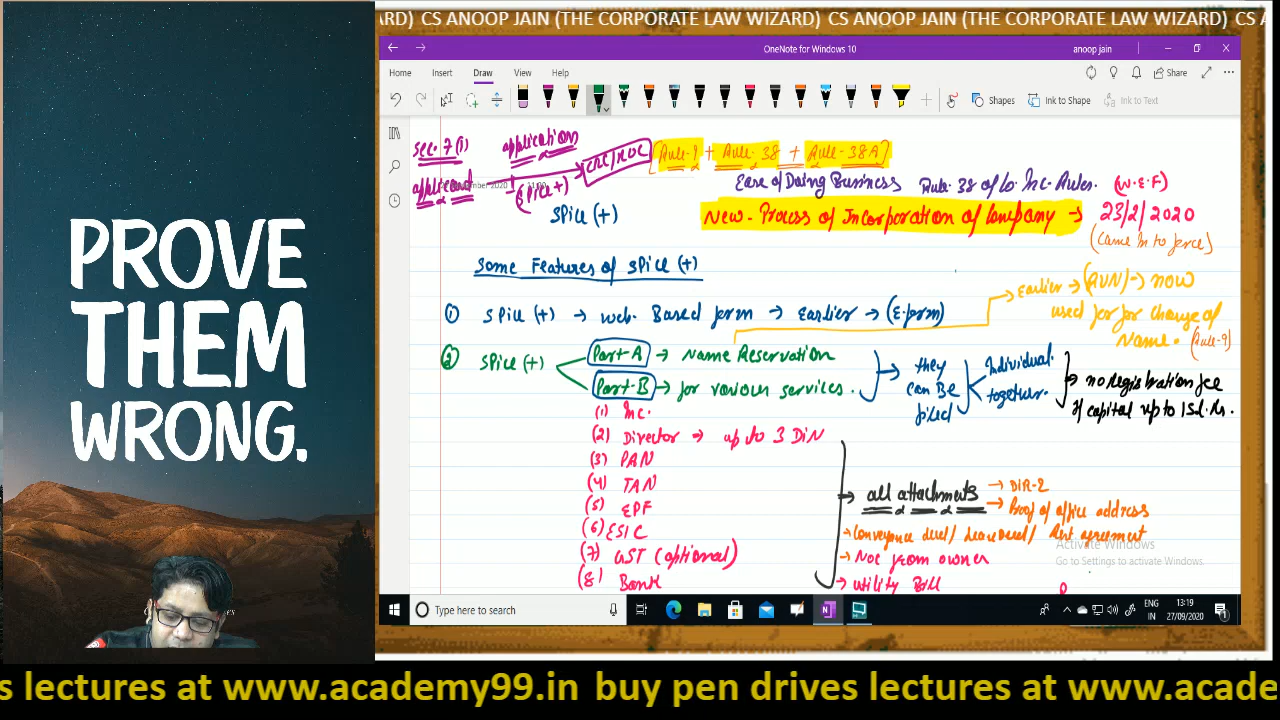 ARD) CS ANOOP JAIN (THE CORPORATE LAW WIZARD) CS ANOOP JAIN (THE CORPORATE LAW WIZARD) CS A
OneNote for Windows 10
anoop jain
Home Insert Draw View Help
Share
Shapes
Ink to Shape
Ink to Text
PROVE
THEM
WRONG.
Sec. 7(1)
application
[Rule-9 + Rule-38 + Rule-38A]
CRC/ROC
2020
(SPice+)
Ease of Doing Business
Rule 38 of Co. Inc. Rules.
(W.E.F)
SPice (+)
New-Process of Incorporation of Company →
23/2/2020
(Came in to force)
Some Features of SPice (+)
① SPice (+) → web-Based form → earlier → (E-form)
earlier → (RUN) → now
used for for change of
Name. (Rule-9)
② SPice (+)
Part-A → Name Reservation
Part-B → for various services.
they
can be
filed
Individual
together.
→ no registration fee
if capital up to 15L Rs.
(1) Inc.
(2) Director → up to 3 DIN
(3) PAN
(4) TAN
(5) EPF
(6) ESIC
(7) GST (optional)
(8) Bank
→ all attachments → DIR-2
→ Proof of office address
→ Conveyance deed/ Lease deed/ Rent agreement
→ Noc from owner
→ utility Bill
Activate Windows
Go to Settings to activate Windows.
Type here to search
ENG
IN
13:19
27/09/2020
s lectures at www.academy99.in buy pen drives lectures at www.acade